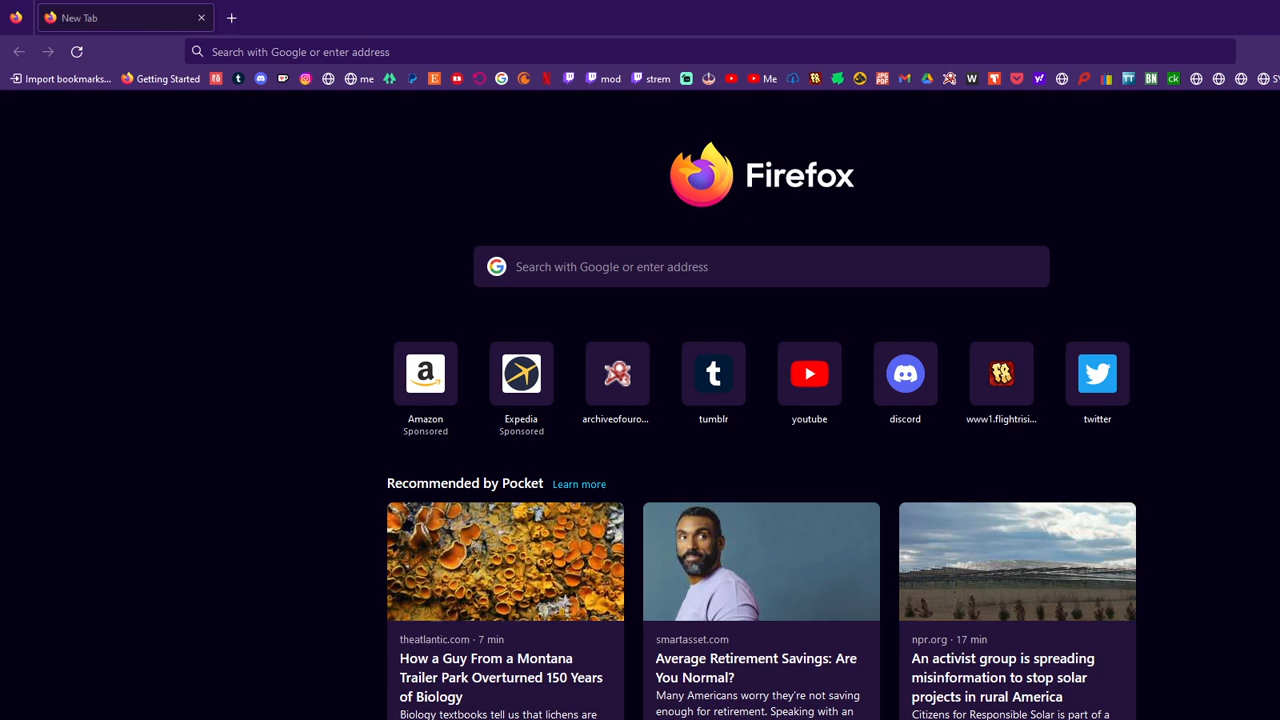 New Tab
Search with Google or enter address
Import bookmarks... Getting Started me mod strem Me
Firefox
Search with Google or enter address
Amazon
Sponsored
Expedia
Sponsored
archiveofouro...
tumblr
youtube
discord
www1.flightrisi...
twitter
Recommended by Pocket Learn more
theatlantic.com · 7 min
How a Guy From a Montana
Trailer Park Overturned 150 Years
of Biology
Biology textbooks tell us that lichens are
smartasset.com
Average Retirement Savings: Are
You Normal?
Many Americans worry they're not saving
enough for retirement. Speaking with an
npr.org · 17 min
An activist group is spreading
misinformation to stop solar
projects in rural America
Citizens for Responsible Solar is part of a